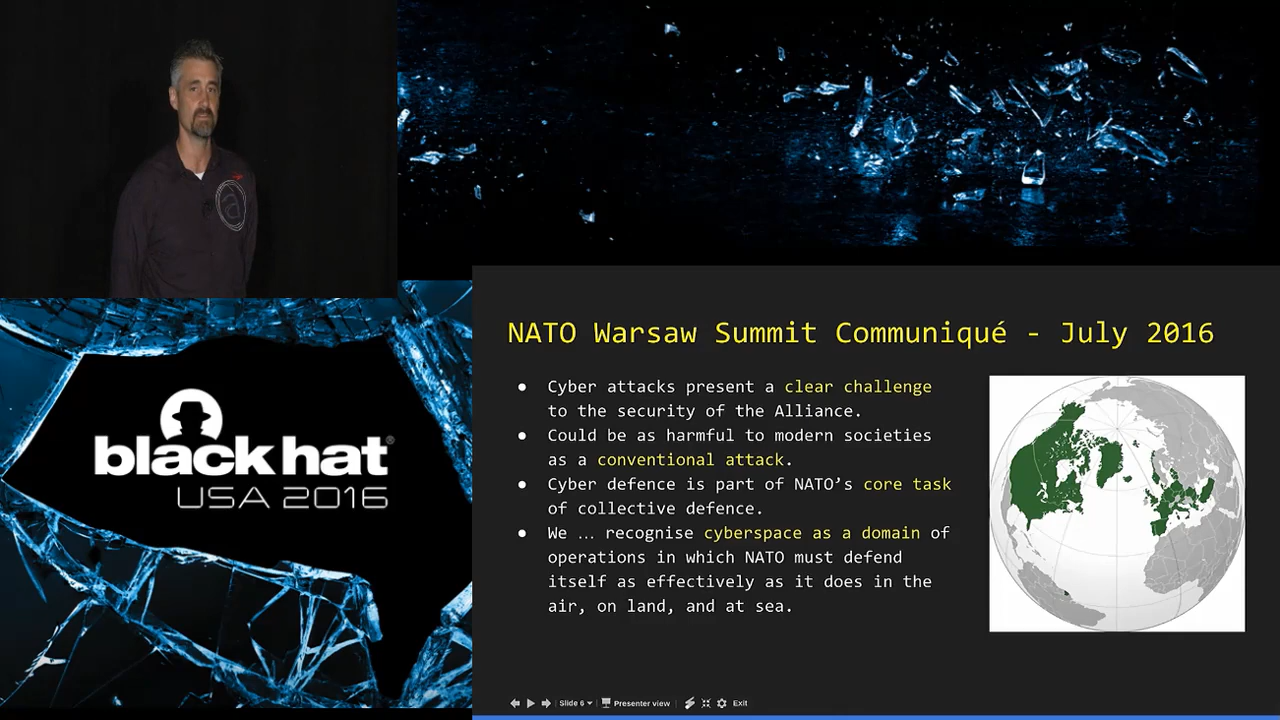 black hat®
USA 2016
NATO Warsaw Summit Communiqué - July 2016
● Cyber attacks present a clear challenge
to the security of the Alliance.
● Could be as harmful to modern societies
as a conventional attack.
● Cyber defence is part of NATO’s core task
of collective defence.
● We … recognise cyberspace as a domain of
operations in which NATO must defend
itself as effectively as it does in the
air, on land, and at sea.
Slide 6 Presenter view Exit